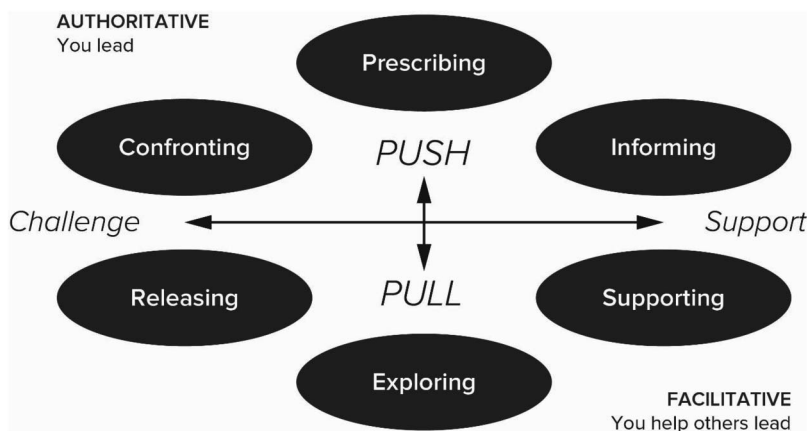 AUTHORITATIVE
You lead
Prescribing
Confronting
PUSH
Informing
Challenge
Support
Releasing
PULL
Supporting
Exploring
FACILITATIVE
You help others lead